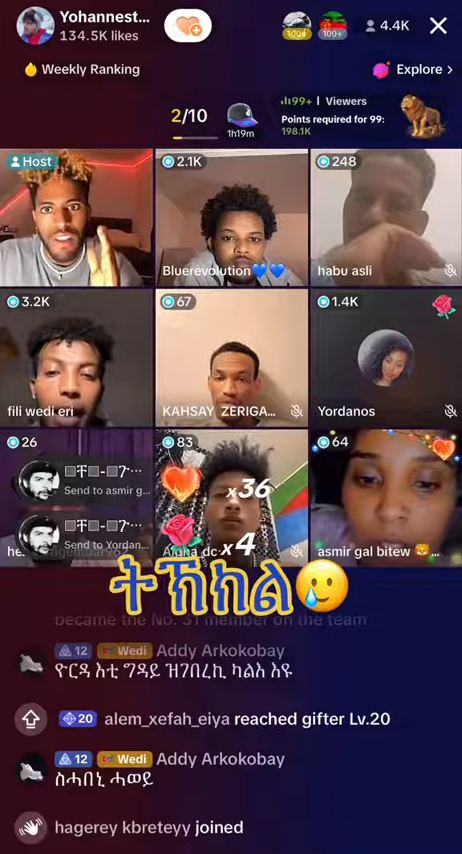 Yohannest...
134.5K likes
4.4K
100+
Weekly Ranking
Explore >
2/10
1h19m
99+ | Viewers
Points required for 99:
198.1K
Host
2.1K
Bluerevolution💙💙
248
habu asli
3.2K
fili wedi eri
67
KAHSAY ZERIGA...
1.4K
Yordanos
26
Send to asmir g...
Send to Yordan...
83
x36
x4
Alpha dc
64
asmir gal bitew 🦁 ...
ትኽክል🥲
became the No. 31 member on the team
12 Wedi Addy Arkokobay
ዮርዳ እቲ ግዳይ ዝገበረኪ ካልእ እዩ
20 alem_xefah_eiya reached gifter Lv.20
12 Wedi Addy Arkokobay
ስሓበኒ ሓወይ
hagerey kbreteyy joined